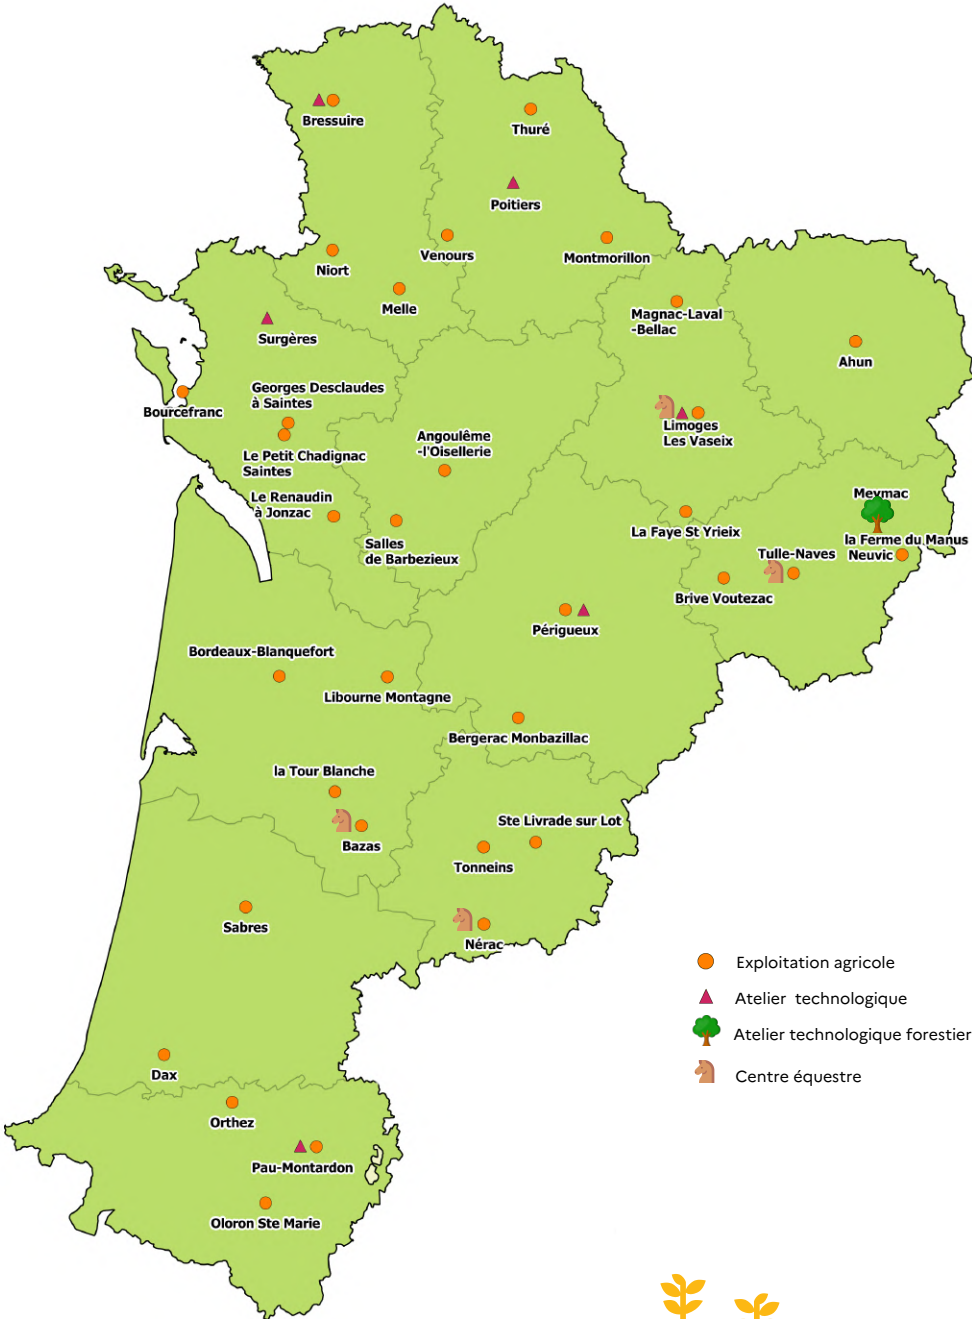 Bressuire
Thuré
Poitiers
Venours
Niort
Montmorillon
Melle
Magnac-Laval
-Bellac
Surgères
Ahun
Georges Desclaudes
à Saintes
Bourcefranc
Limoges
Les Vaseix
Angoulême
-l'Oisellerie
Le Petit Chadignac
Saintes
Meymac
Le Renaudin
à Jonzac
La Faye St Yrieix
la Ferme du Manus
Neuvic
Salles
de Barbezieux
Tulle-Naves
Brive Voutezac
Périgueux
Bordeaux-Blanquefort
Libourne Montagne
Bergerac Monbazillac
la Tour Blanche
Ste Livrade sur Lot
Bazas
Tonneins
Sabres
Nérac
Exploitation agricole
Atelier technologique
Atelier technologique forestier
Centre équestre
Dax
Orthez
Pau-Montardon
Oloron Ste Marie